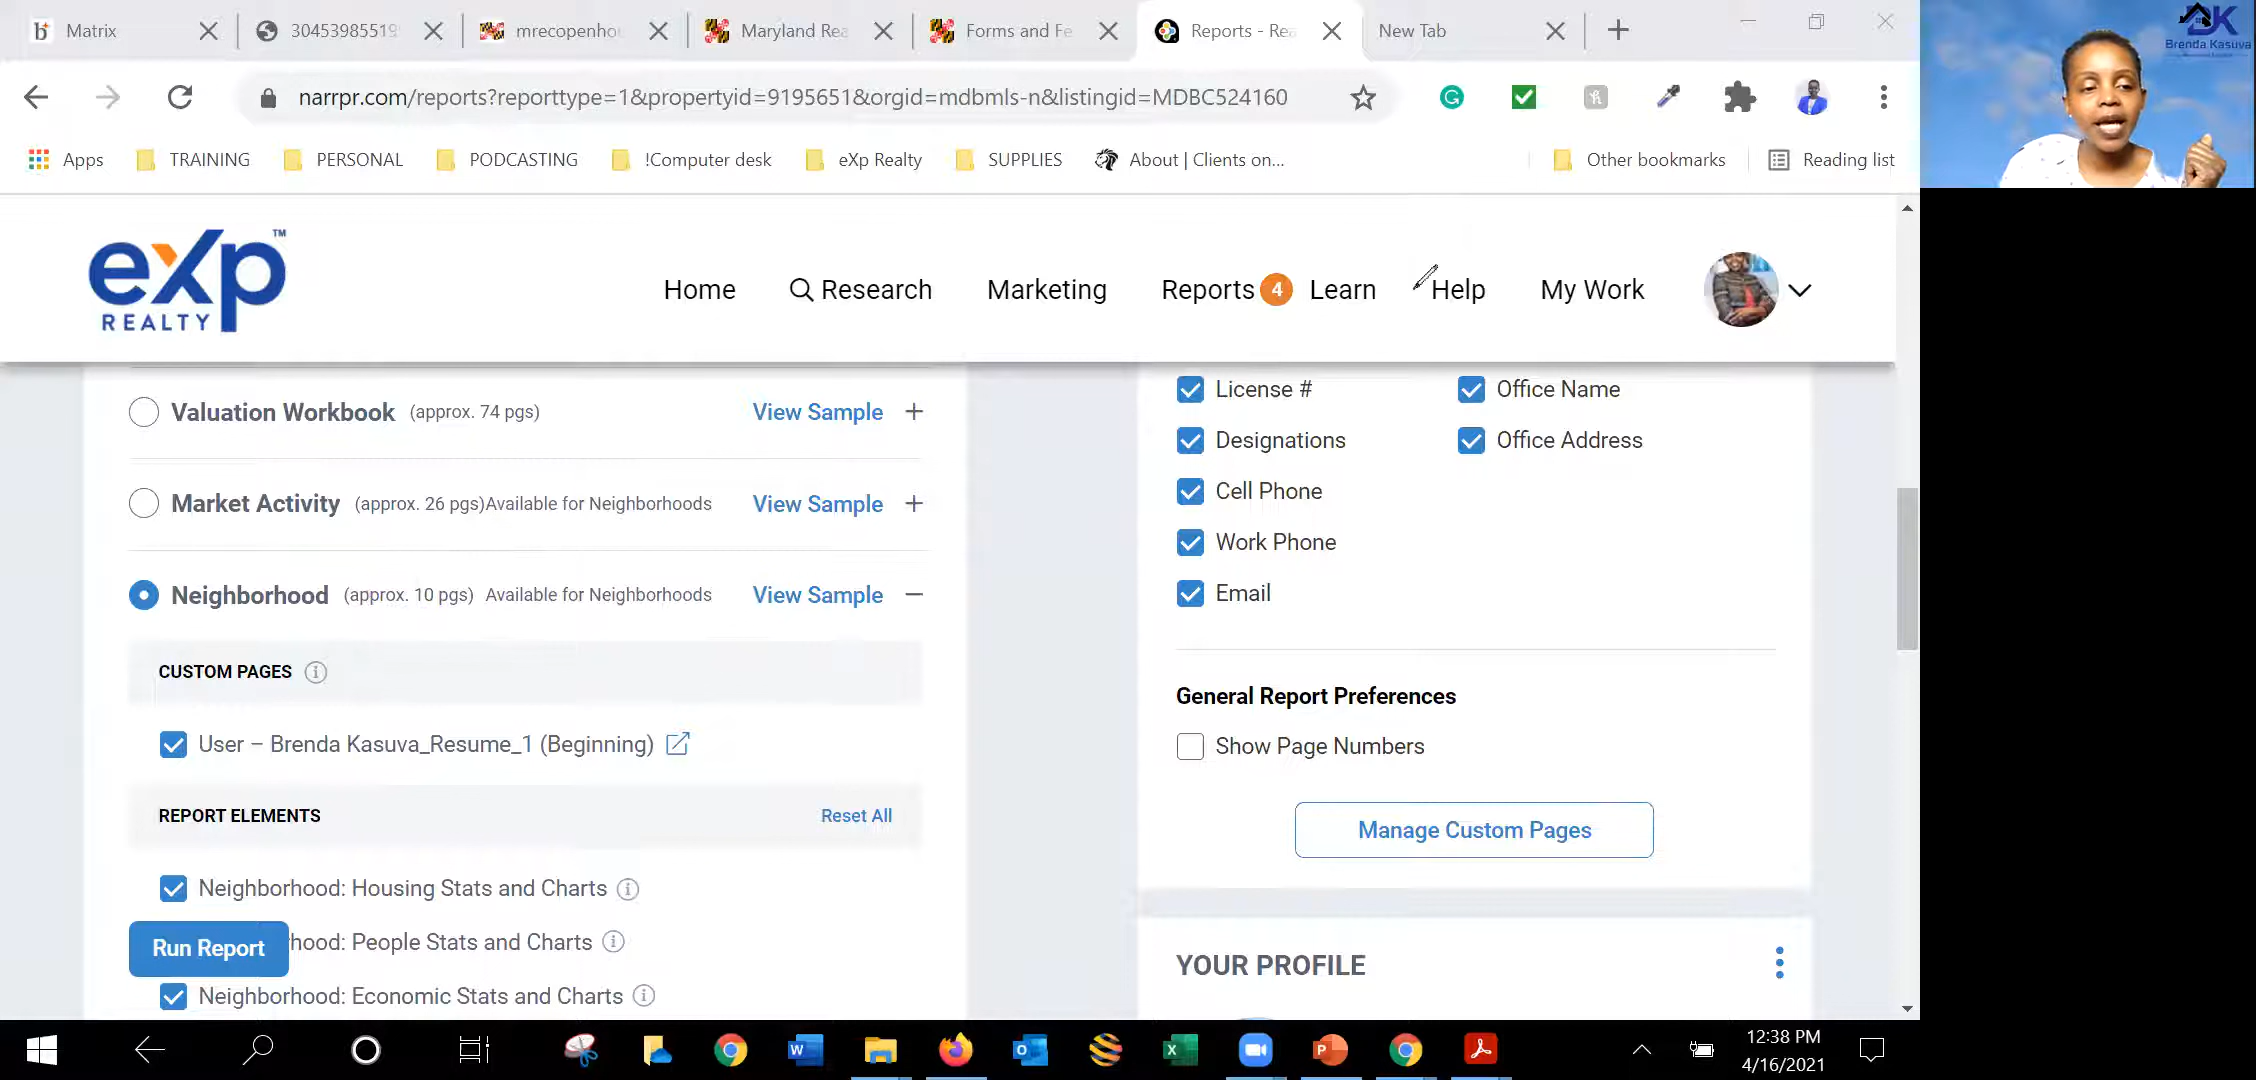 Matrix
30453985519
mrecopenhou
Maryland Rea
Forms and Fe
Reports - Rea
New Tab
narrpr.com/reports?reporttype=1&propertyid=9195651&orgid=mdbmls-n&listingid=MDBC524160
Apps
TRAINING
PERSONAL
PODCASTING
!Computer desk
eXp Realty
SUPPLIES
About | Clients on...
Other bookmarks
Reading list
Brenda Kasuva
eXp™
REALTY
Home
Research
Marketing
Reports 4
Learn
Help
My Work
Valuation Workbook (approx. 74 pgs) View Sample +
Market Activity (approx. 26 pgs)Available for Neighborhoods View Sample +
Neighborhood (approx. 10 pgs) Available for Neighborhoods View Sample −
CUSTOM PAGES
User – Brenda Kasuva_Resume_1 (Beginning)
REPORT ELEMENTS Reset All
Neighborhood: Housing Stats and Charts
hood: People Stats and Charts
Run Report
Neighborhood: Economic Stats and Charts
License #
Office Name
Designations
Office Address
Cell Phone
Work Phone
Email
General Report Preferences
Show Page Numbers
Manage Custom Pages
YOUR PROFILE
12:38 PM
4/16/2021